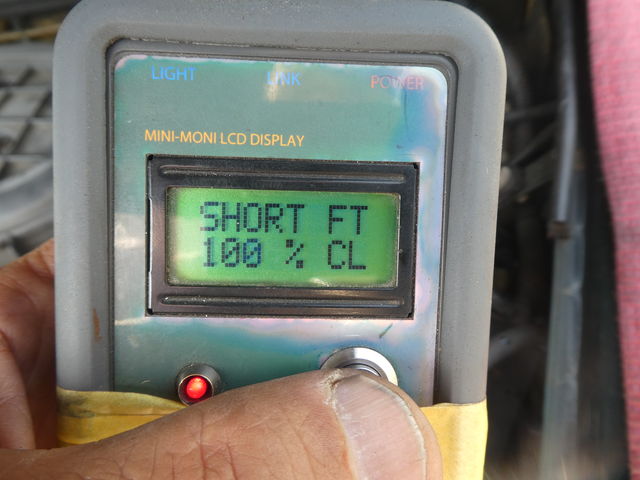 LIGHT LINK POWER
MINI-MONI LCD DISPLAY
SHORT FT
100 % CL